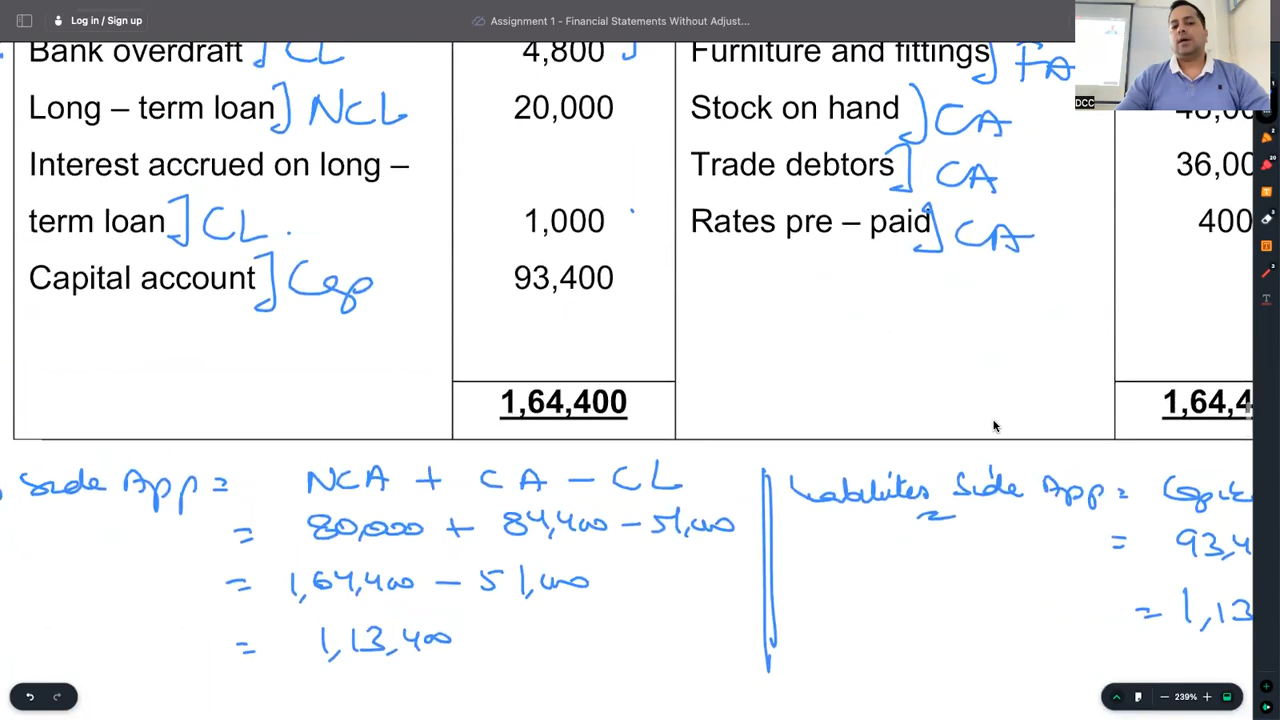 Log in / Sign up
Assignment 1 - Financial Statements Without Adjust...
Bank overdraft ] CL 4,800 Furniture and fittings ] FA
Long – term loan ] NCL 20,000 Stock on hand ] CA
Interest accrued on long – Trade debtors ] CA 36,00
term loan ] CL . 1,000 Rates pre – paid ] CA 400
Capital account ] Cap 93,400
1,64,400 1,64,4
Side App = NCA + CA - CL Liabilites Side App =
= 80,000 + 84,400 - 51,000 = 93,4
= 1,64,400 - 51,000 = 1,13
= 1,13,400
DCC
239%